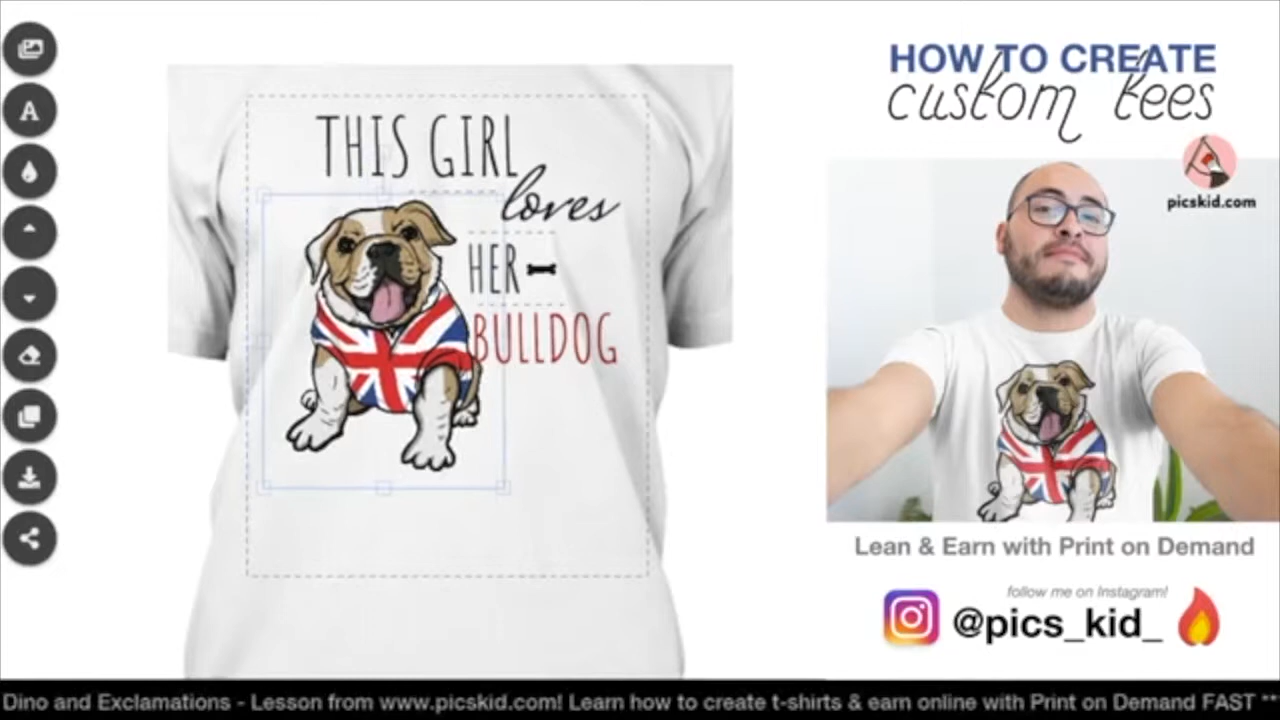 THIS GIRL
loves
HER
BULLDOG
HOW TO CREATE
custom tees
picskid.com
Lean & Earn with Print on Demand
follow me on Instagram!
@pics_kid_
Dino and Exclamations - Lesson from www.picskid.com! Learn how to create t-shirts & earn online with Print on Demand FAST **